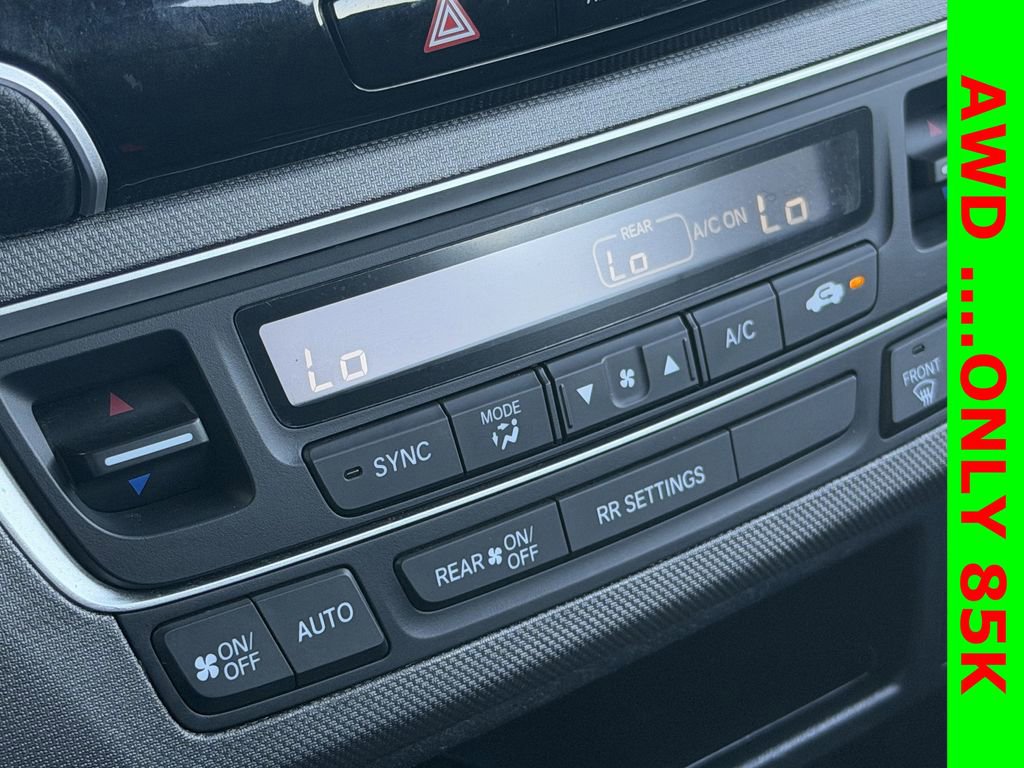 REAR
Lo
A/C ON
Lo
Lo
SYNC
MODE
A/C
FRONT
REAR ON/
OFF
RR SETTINGS
ON/
OFF
AUTO
AWD ....ONLY 85K